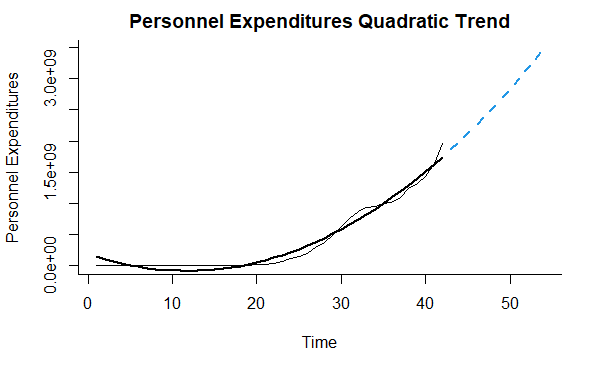 Personnel Expenditures Quadratic Trend
Personnel Expenditures
3.0e+09
1.5e+09
0.0e+00
0 10 20 30 40 50
Time